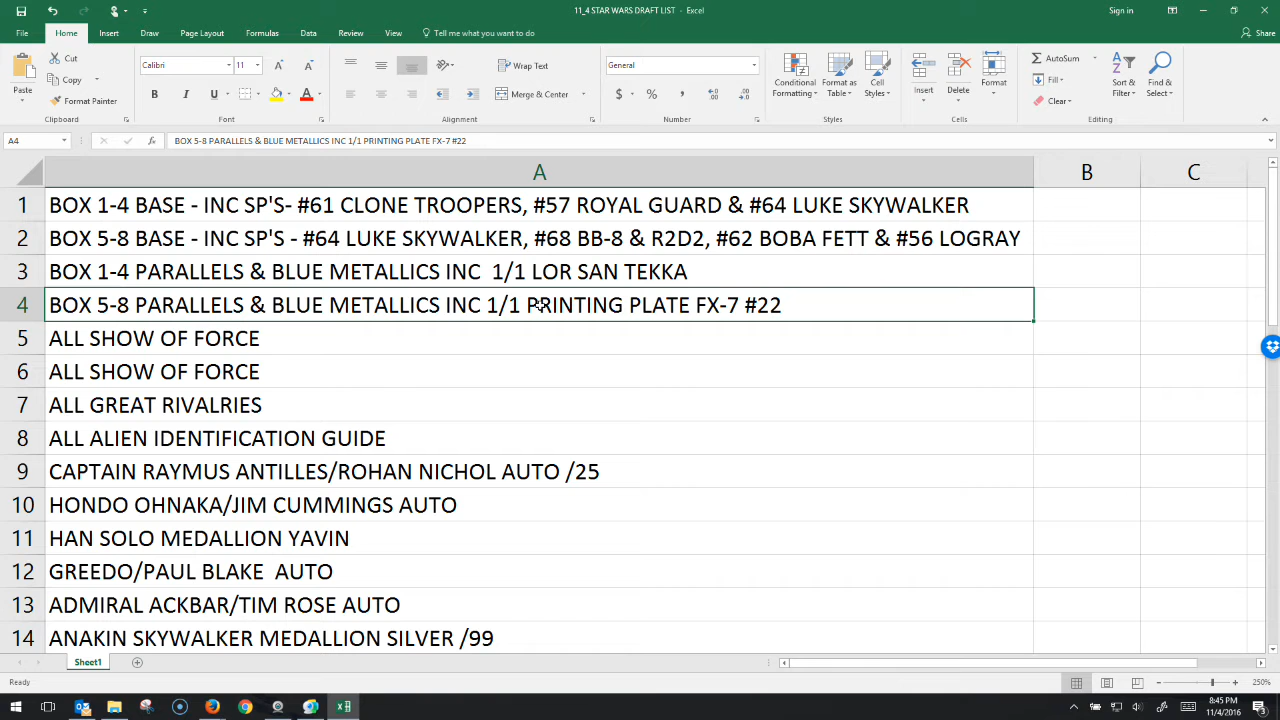 11_4 STAR WARS DRAFT LIST - Excel
Sign in
File Home Insert Draw Page Layout Formulas Data Review View Tell me what you want to do Share
Paste
Cut
Copy
Format Painter
Clipboard
Calibri 11
B I U
Font
Wrap Text
Merge & Center
Alignment
General
$ % ,
Number
Conditional Formatting
Format as Table
Cell Styles
Styles
Insert
Delete
Format
Cells
AutoSum
Fill
Clear
Sort & Filter
Find & Select
Editing
A4 fx BOX 5-8 PARALLELS & BLUE METALLICS INC 1/1 PRINTING PLATE FX-7 #22
A B C
1 BOX 1-4 BASE - INC SP'S- #61 CLONE TROOPERS, #57 ROYAL GUARD & #64 LUKE SKYWALKER
2 BOX 5-8 BASE - INC SP'S - #64 LUKE SKYWALKER, #68 BB-8 & R2D2, #62 BOBA FETT & #56 LOGRAY
3 BOX 1-4 PARALLELS & BLUE METALLICS INC  1/1 LOR SAN TEKKA
4 BOX 5-8 PARALLELS & BLUE METALLICS INC 1/1 PRINTING PLATE FX-7 #22
5 ALL SHOW OF FORCE
6 ALL SHOW OF FORCE
7 ALL GREAT RIVALRIES
8 ALL ALIEN IDENTIFICATION GUIDE
9 CAPTAIN RAYMUS ANTILLES/ROHAN NICHOL AUTO /25
10 HONDO OHNAKA/JIM CUMMINGS AUTO
11 HAN SOLO MEDALLION YAVIN
12 GREEDO/PAUL BLAKE  AUTO
13 ADMIRAL ACKBAR/TIM ROSE AUTO
14 ANAKIN SKYWALKER MEDALLION SILVER /99
Sheet1
Ready
250%
8:45 PM
11/4/2016
3